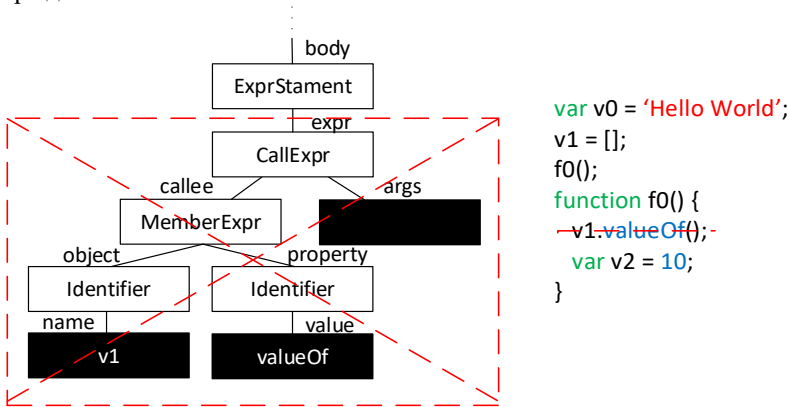 body
ExprStament
expr
CallExpr
callee
args
MemberExpr
object
property
Identifier
Identifier
name
value
v1
valueOf
var v0 = ‘Hello World’;
v1 = [];
f0();
function f0() {
v1.valueOf();
var v2 = 10;
}